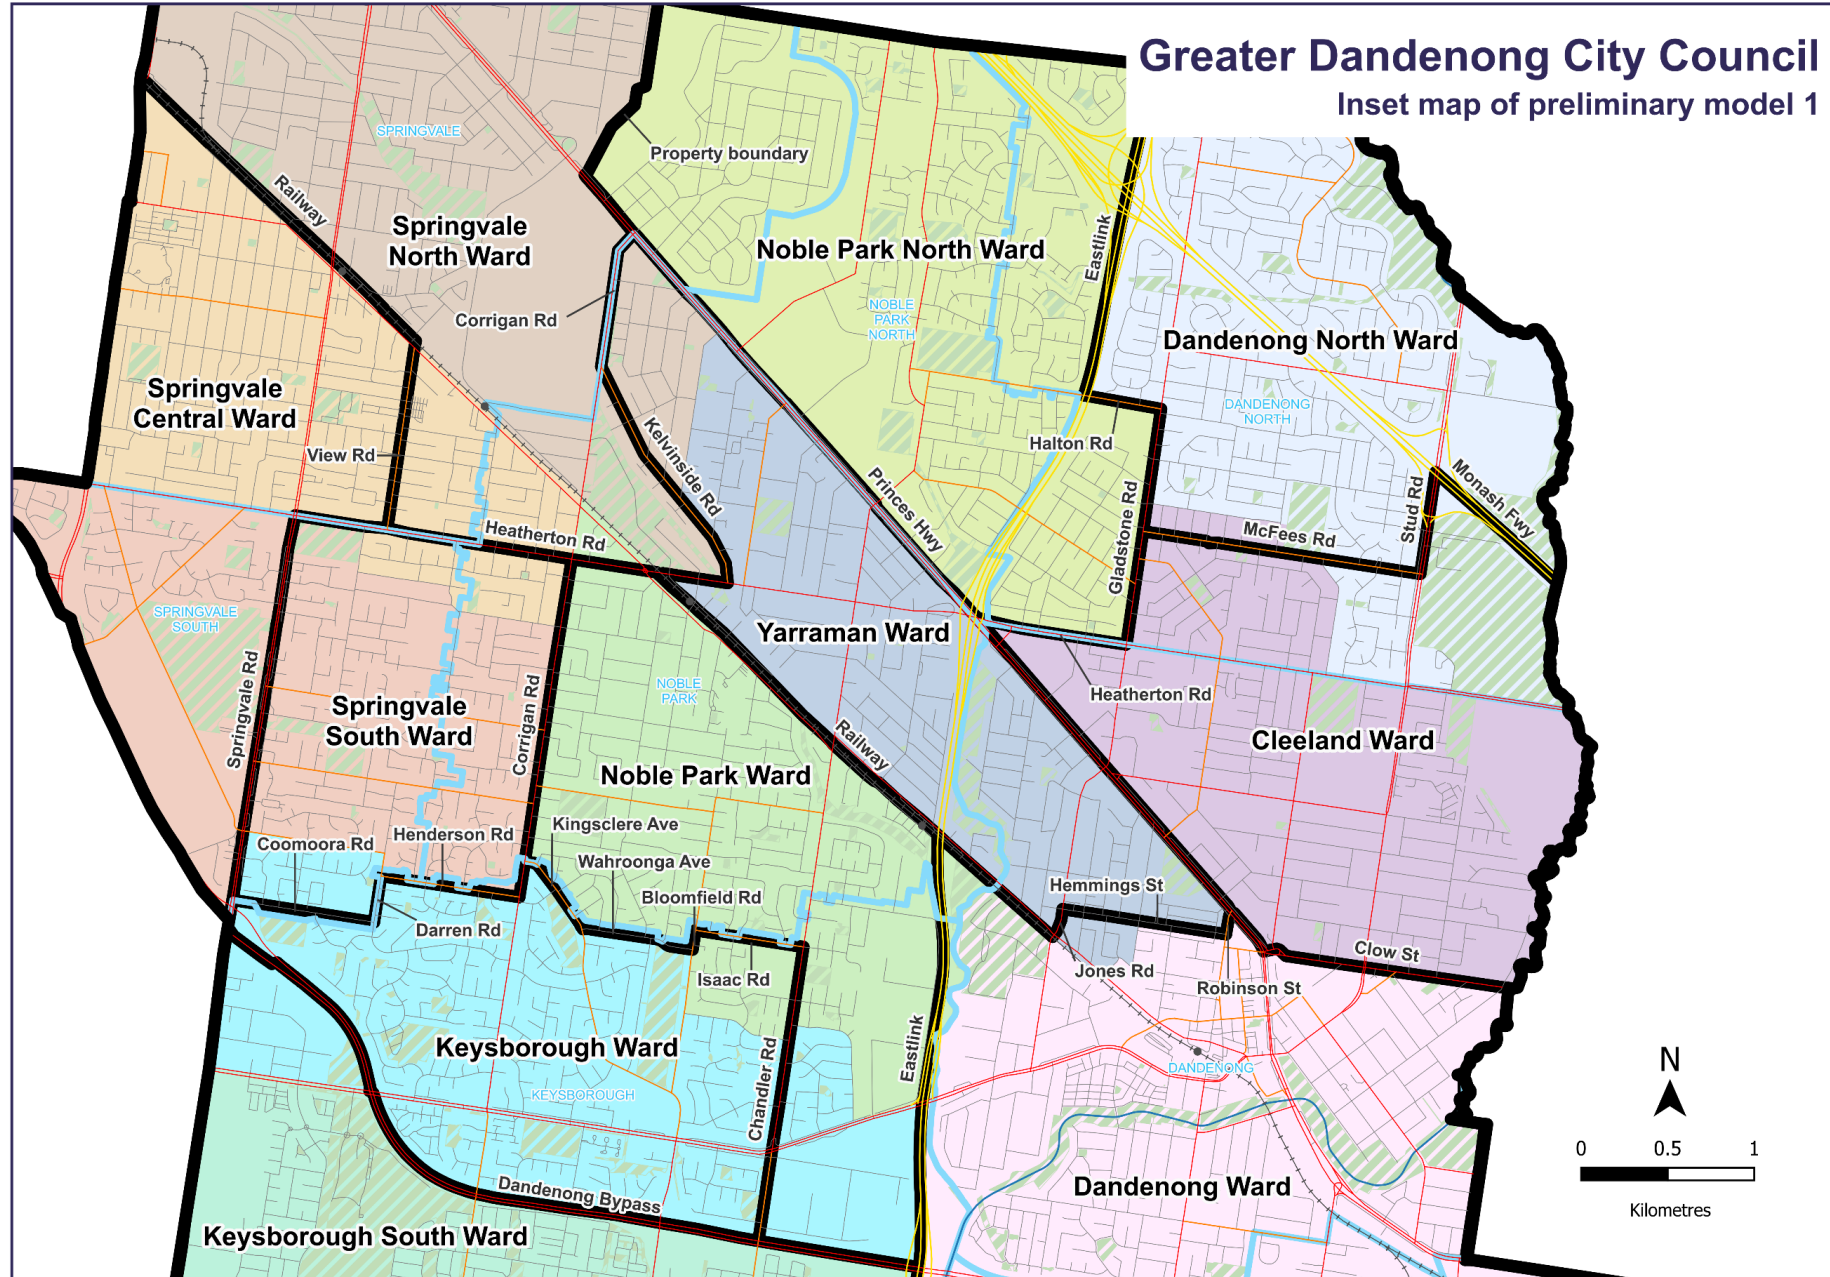 Greater Dandenong City Council
Inset map of preliminary model 1
SPRINGVALE
Property boundary
Railway
Springvale
North Ward
Noble Park North Ward
Eastlink
Corrigan Rd
NOBLE
PARK
NORTH
Dandenong North Ward
Springvale
Central Ward
DANDENONG
NORTH
View Rd
Kelvinside Rd
Halton Rd
Princes Hwy
Gladstone Rd
Stud Rd
Monash Fwy
Heatherton Rd
McFees Rd
SPRINGVALE
SOUTH
Yarraman Ward
NOBLE
PARK
Heatherton Rd
Springvale Rd
Springvale
South Ward
Corrigan Rd
Railway
Cleeland Ward
Noble Park Ward
Kingsclere Ave
Henderson Rd
Coomoora Rd
Wahroonga Ave
Hemmings St
Bloomfield Rd
Darren Rd
Clow St
Isaac Rd
Jones Rd
Robinson St
Keysborough Ward
Eastlink
Chandler Rd
DANDENONG
KEYSBOROUGH
N
0 0.5 1
Kilometres
Dandenong Bypass
Dandenong Ward
Keysborough South Ward